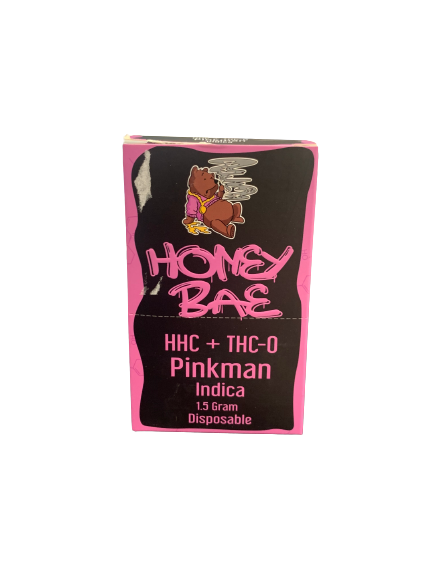 HONEY
BAE
HHC + THC-O
Pinkman
Indica
1.5 Gram
Disposable